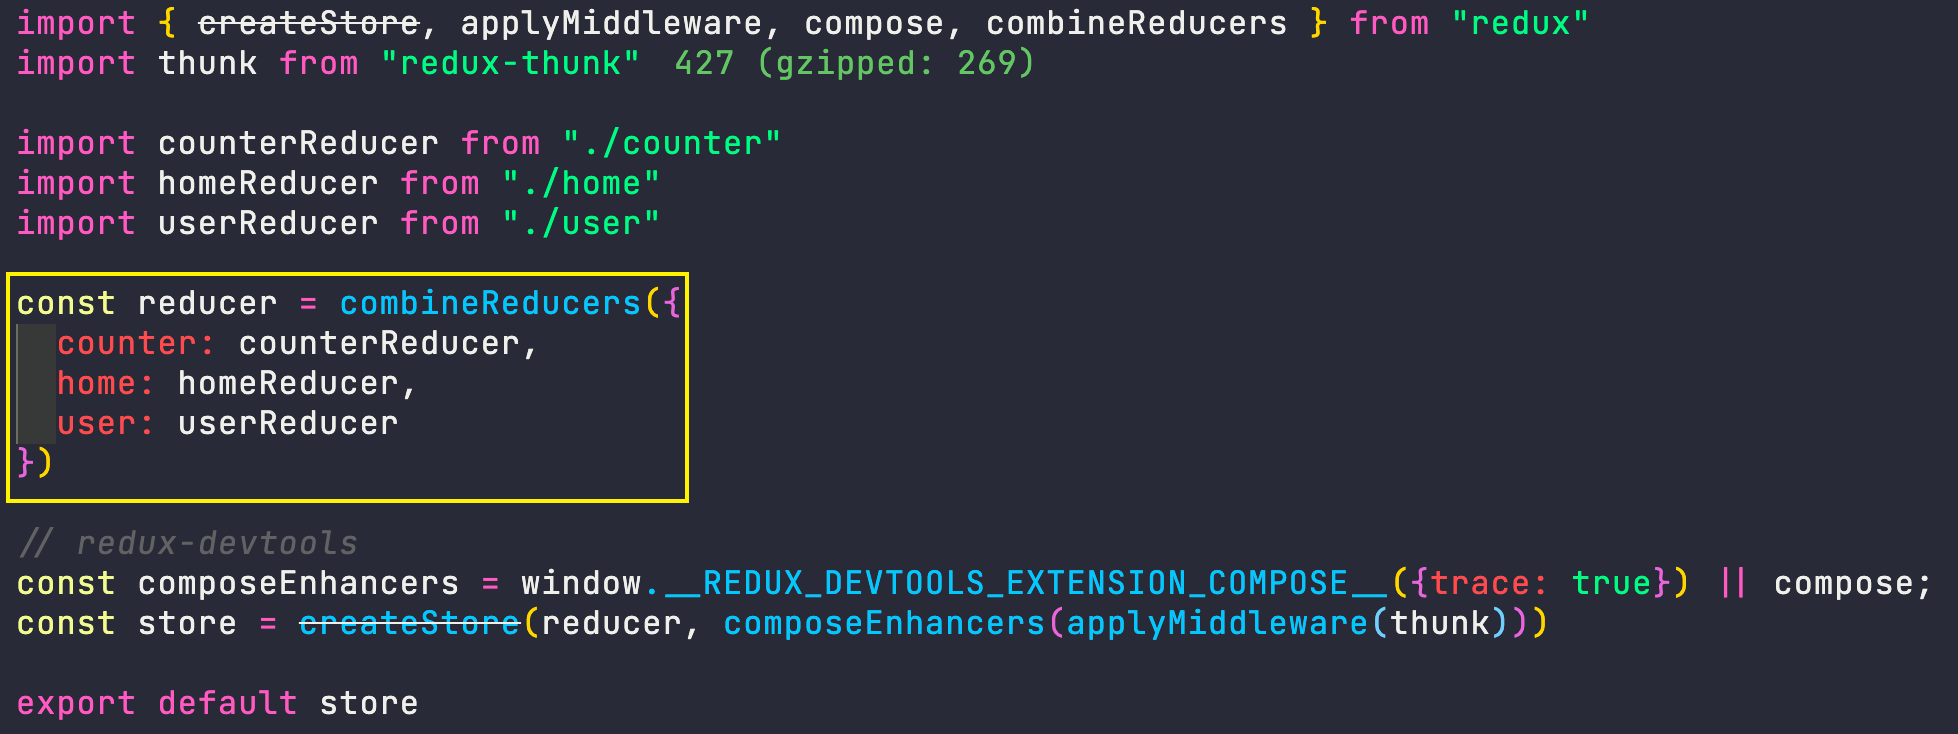 import { createStore, applyMiddleware, compose, combineReducers } from "redux"
import thunk from "redux-thunk" 427 (gzipped: 269)
import counterReducer from "./counter"
import homeReducer from "./home"
import userReducer from "./user"
const reducer = combineReducers({
counter: counterReducer,
home: homeReducer,
user: userReducer
})
// redux-devtools
const composeEnhancers = window.__REDUX_DEVTOOLS_EXTENSION_COMPOSE__({trace: true}) || compose;
const store = createStore(reducer, composeEnhancers(applyMiddleware(thunk)))
export default store